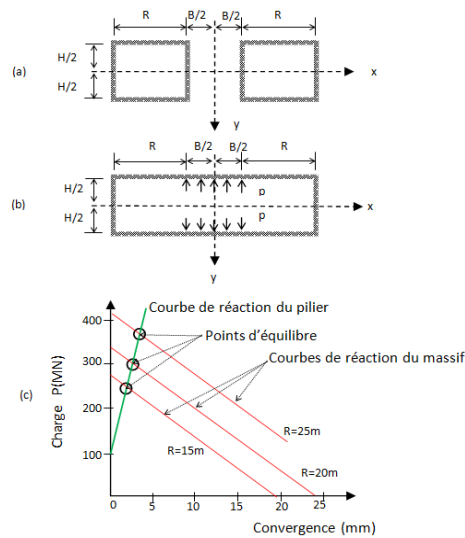 R B/2 B/2 R
(a)
H/2
H/2
x
y
R B/2 B/2 R
(b)
H/2
H/2
p
p
x
y
(c)
Charge P(MN)
400
300
200
100
Courbe de réaction du pilier
Points d'équilibre
Courbes de réaction du massif
R=25m
R=15m
R=20m
0 5 10 15 20 25
Convergence (mm)